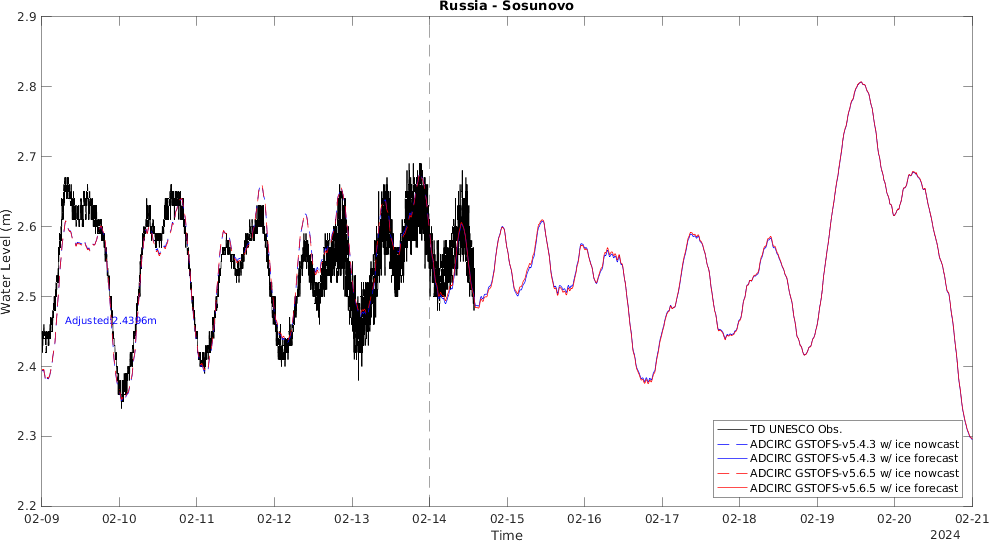 Russia - Sosunovo
2.9
2.8
2.7
2.6
2.5
2.4
2.3
2.2
Water Level (m)
Adjusted:2.4396m
TD UNESCO Obs.
ADCIRC GSTOFS-v5.4.3 w/ ice nowcast
ADCIRC GSTOFS-v5.4.3 w/ ice forecast
ADCIRC GSTOFS-v5.6.5 w/ ice nowcast
ADCIRC GSTOFS-v5.6.5 w/ ice forecast
02-09 02-10 02-11 02-12 02-13 02-14 02-15 02-16 02-17 02-18 02-19 02-20 02-21
Time
2024